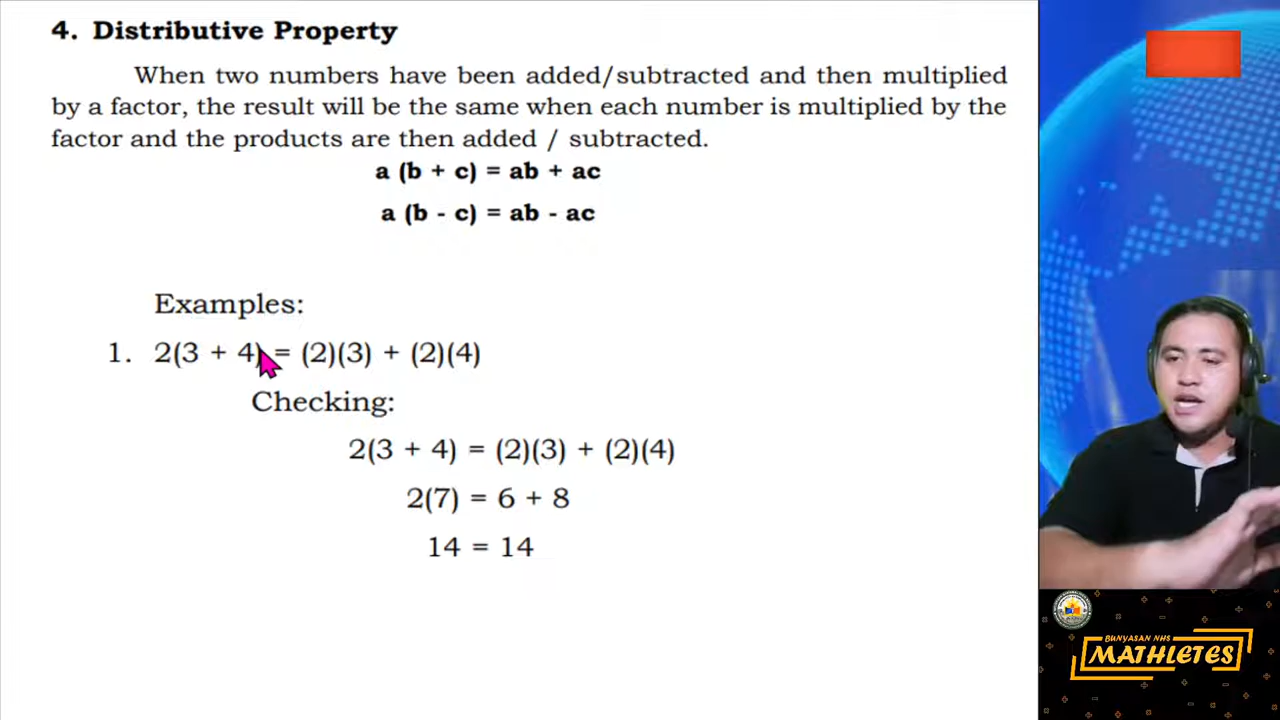 4. Distributive Property
When two numbers have been added/subtracted and then multiplied
by a factor, the result will be the same when each number is multiplied by the
factor and the products are then added / subtracted.
a (b + c) = ab + ac
a (b - c) = ab - ac
Examples:
1. 2(3 + 4) = (2)(3) + (2)(4)
Checking:
2(3 + 4) = (2)(3) + (2)(4)
2(7) = 6 + 8
14 = 14
BUNYASAN NHS
MATHLETES